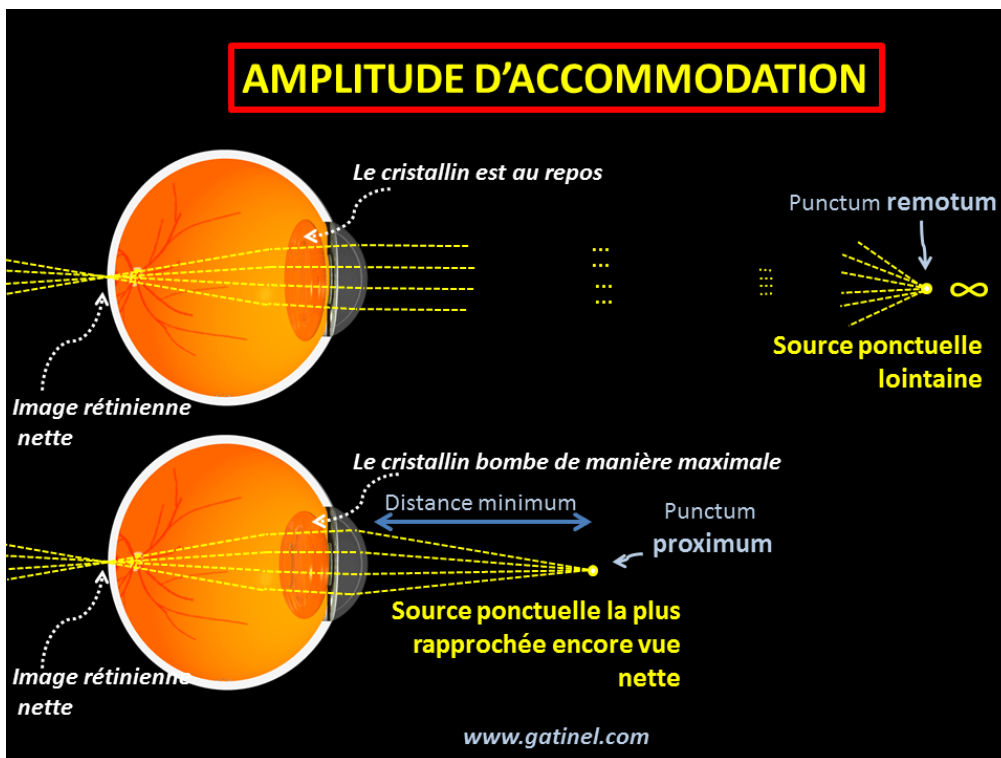 AMPLITUDE D'ACCOMMODATION
Le cristallin est au repos
Punctum remotum
∞
Source ponctuelle
lointaine
Image rétinienne
nette
Le cristallin bombe de manière maximale
Distance minimum
Punctum
proximum
Source ponctuelle la plus
rapprochée encore vue
nette
Image rétinienne
nette
www.gatinel.com